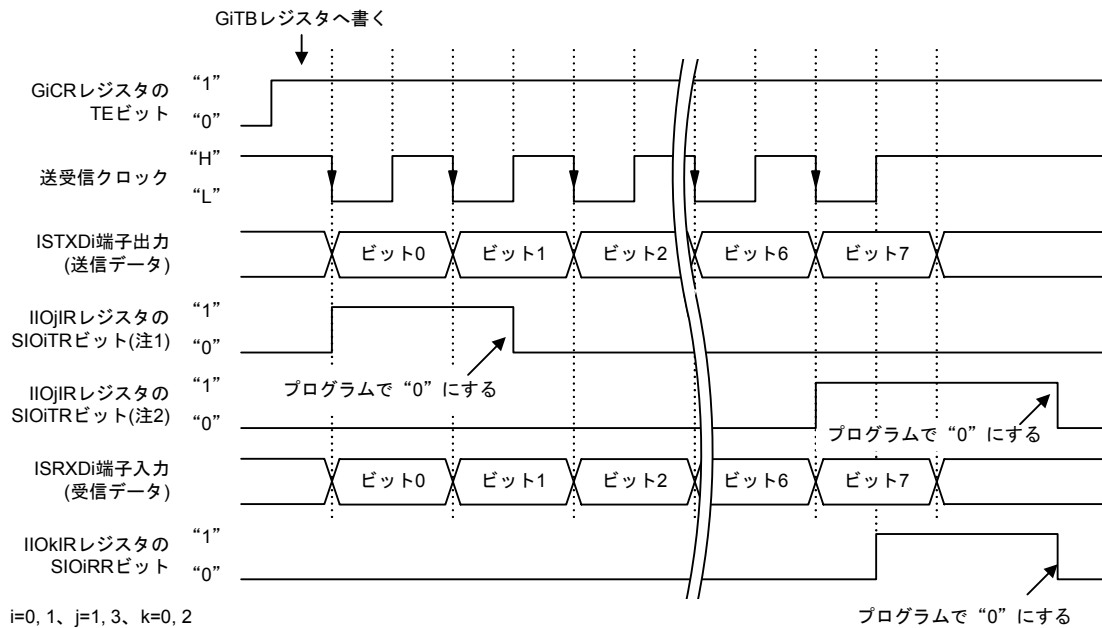 GiTBレジスタへ書く
GiCRレジスタの
TEビット
“1”
“0”
送受信クロック
“H”
“L”
ISTXDi端子出力
(送信データ)
ビット0
ビット1
ビット2
ビット6
ビット7
IIOjIRレジスタの
SIOiTRビット(注1)
“1”
“0”
プログラムで“0”にする
IIOjIRレジスタの
SIOiTRビット(注2)
“1”
“0”
プログラムで“0”にする
ISRXDi端子入力
(受信データ)
ビット0
ビット1
ビット2
ビット6
ビット7
IIOkIRレジスタの
SIOiRRビット
“1”
“0”
プログラムで“0”にする
i=0, 1、j=1, 3、k=0, 2